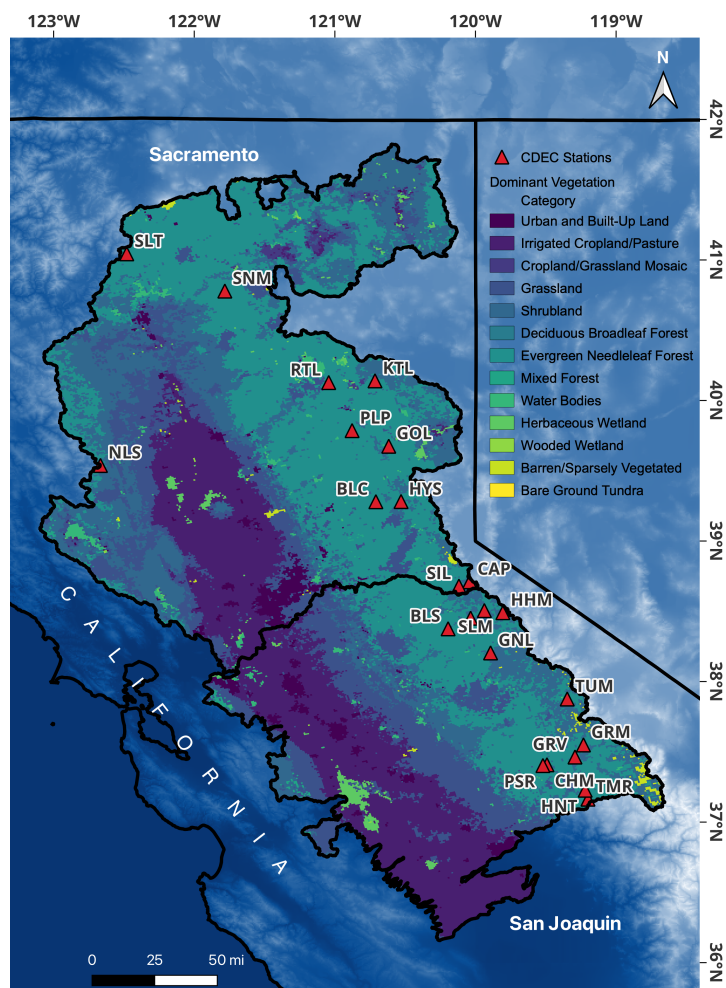 123°W 122°W 121°W 120°W 119°W
N
42°N
Sacramento
CDEC Stations
Dominant Vegetation
Category
Urban and Built-Up Land
Irrigated Cropland/Pasture
Cropland/Grassland Mosaic
Grassland
Shrubland
Deciduous Broadleaf Forest
Evergreen Needleleaf Forest
Mixed Forest
Water Bodies
Herbaceous Wetland
Wooded Wetland
Barren/Sparsely Vegetated
Bare Ground Tundra
SLT
41°N
SNM
RTL KTL
40°N
PLP
GOL
NLS
BLC HYS
39°N
SIL CAP
HHM
BLS SLM
GNL
CALIFORNIA
38°N
TUM
GRM
GRV
PSR CHM TMR
HNT
37°N
San Joaquin
0 25 50 mi
36°N